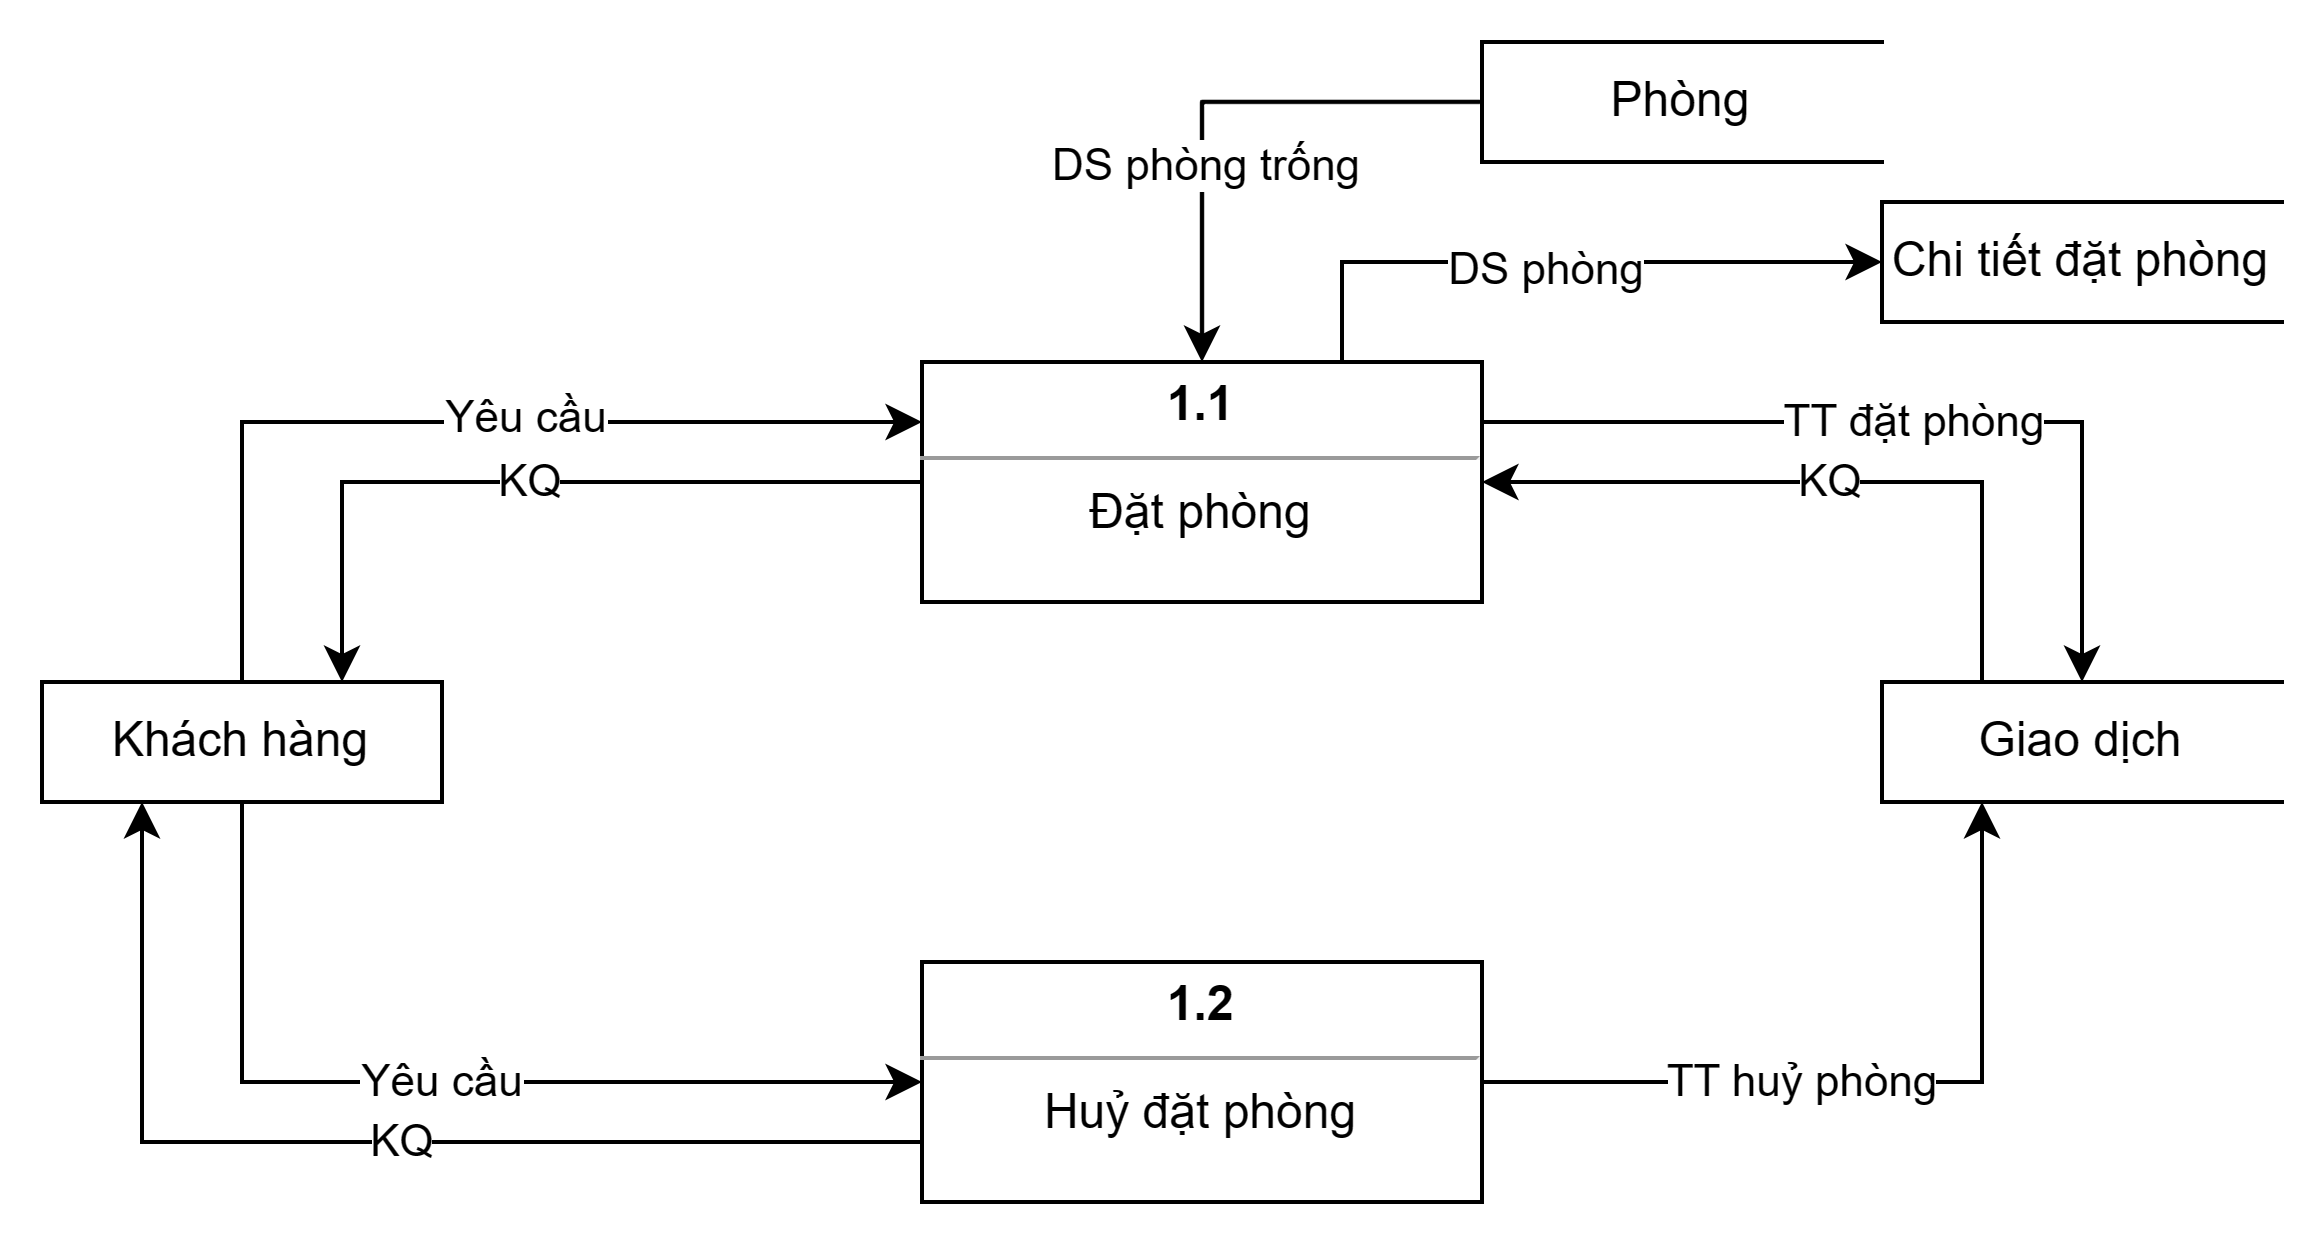 Phòng
DS phòng trống
Chi tiết đặt phòng
DS phòng
1.1
Yêu cầu
TT đặt phòng
KQ
KQ
Đặt phòng
Khách hàng
Giao dịch
1.2
Yêu cầu
TT huỷ phòng
Huỷ đặt phòng
KQ